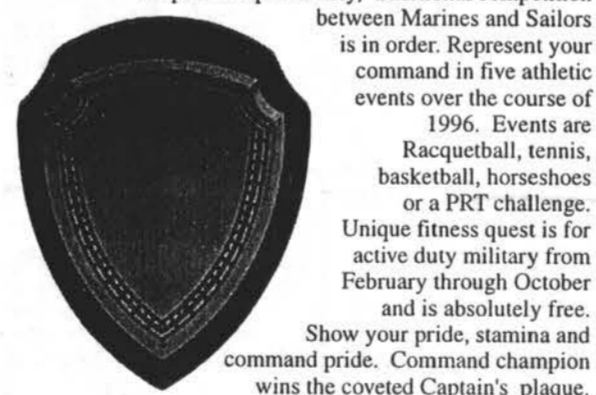 between Marines and Sailors
is in order. Represent your
command in five athletic
events over the course of
1996. Events are
Racquetball, tennis,
basketball, horseshoes
or a PRT challenge.
Unique fitness quest is for
active duty military from
February through October
and is absolutely free.
Show your pride, stamina and
command pride. Command champion
wins the coveted Captain's plaque.